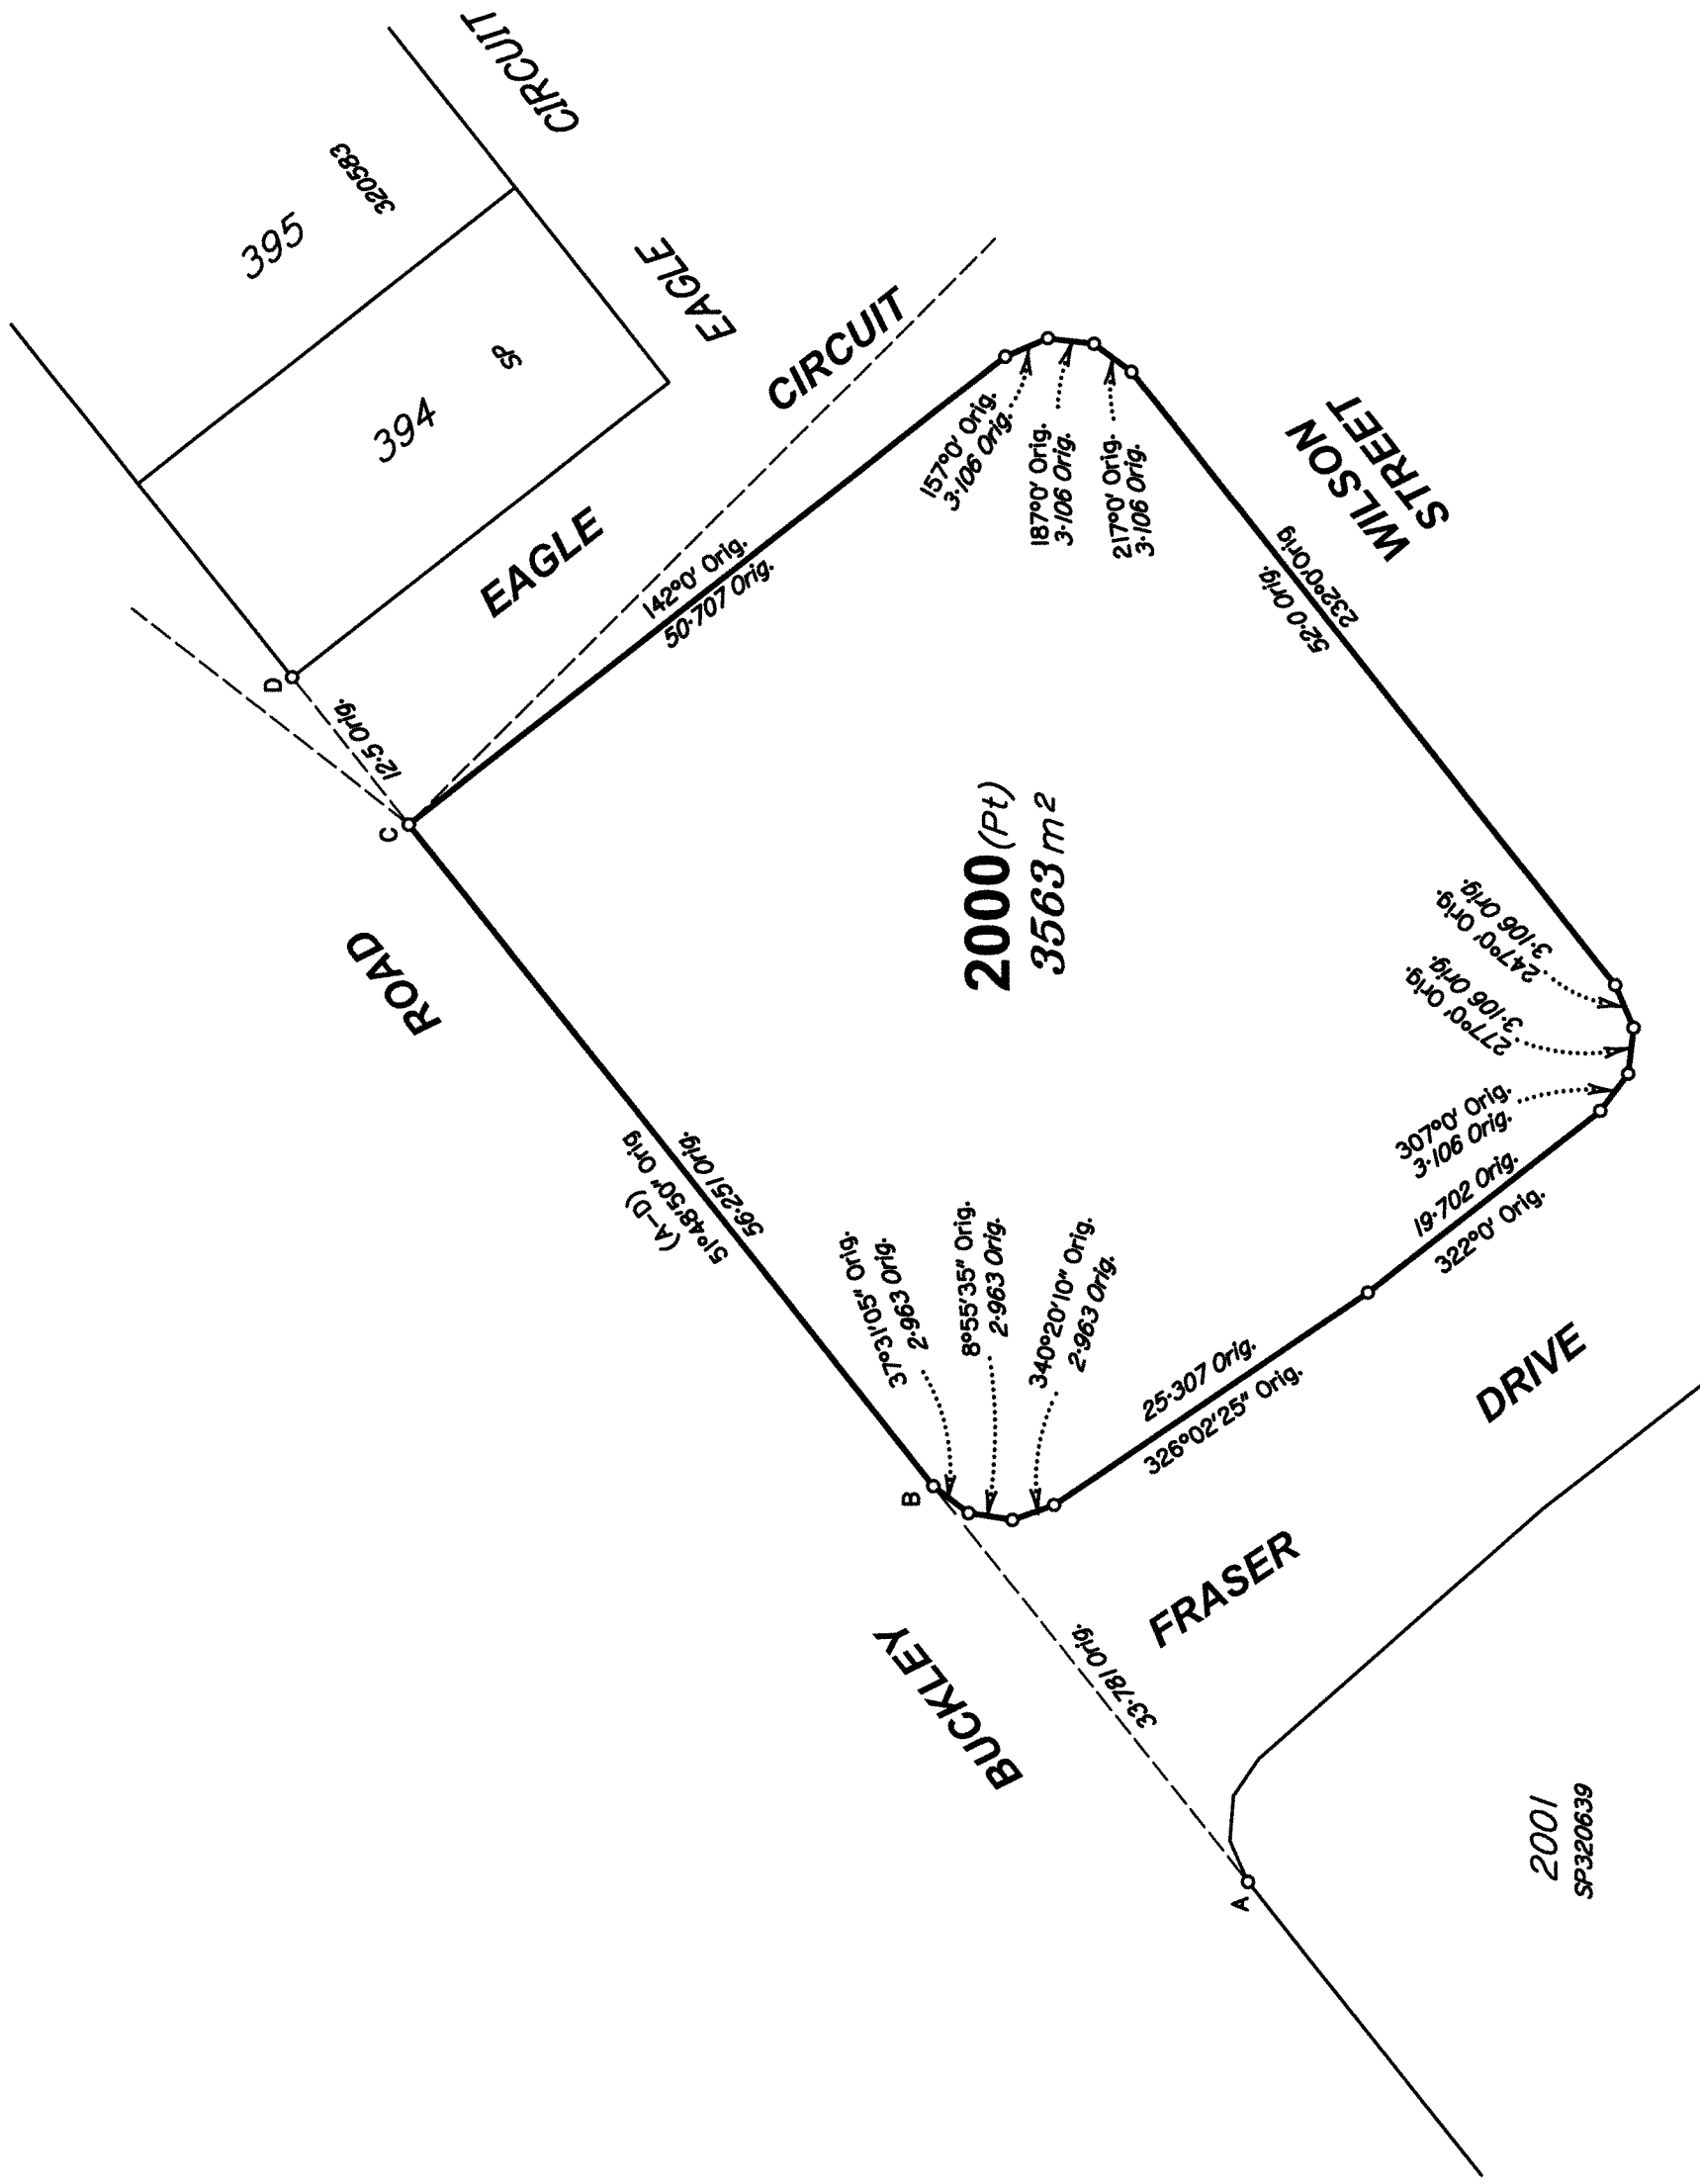 CIRCUIT
395
320583
EAGLE
394
SP
CIRCUIT
EAGLE
D
12·5 Orig.
C
142°0' Orig.
50·707 Orig.
157°0' Orig.
3·106 Orig.
187°0' Orig.
3·106 Orig.
217°0' Orig.
3·106 Orig.
WILSON
STREET
52·0 Orig.
232°0' Orig
ROAD
2000 (Pt)
3563 m²
247°0' Orig.
3·106 Orig.
277°0' Orig.
3·106 Orig.
307°0' Orig.
3·106 Orig.
(A–D)
51°48'50" Orig
56·251 Orig.
19·702 Orig.
322°0' Orig.
37°31'05" Orig.
2·963 Orig.
8°55'35" Orig.
2·963 Orig.
340°20'10" Orig.
2·963 Orig.
25·307 Orig.
326°02'25" Orig.
B
DRIVE
FRASER
BUCKLEY
33·781 Orig.
A
2001
SP320639